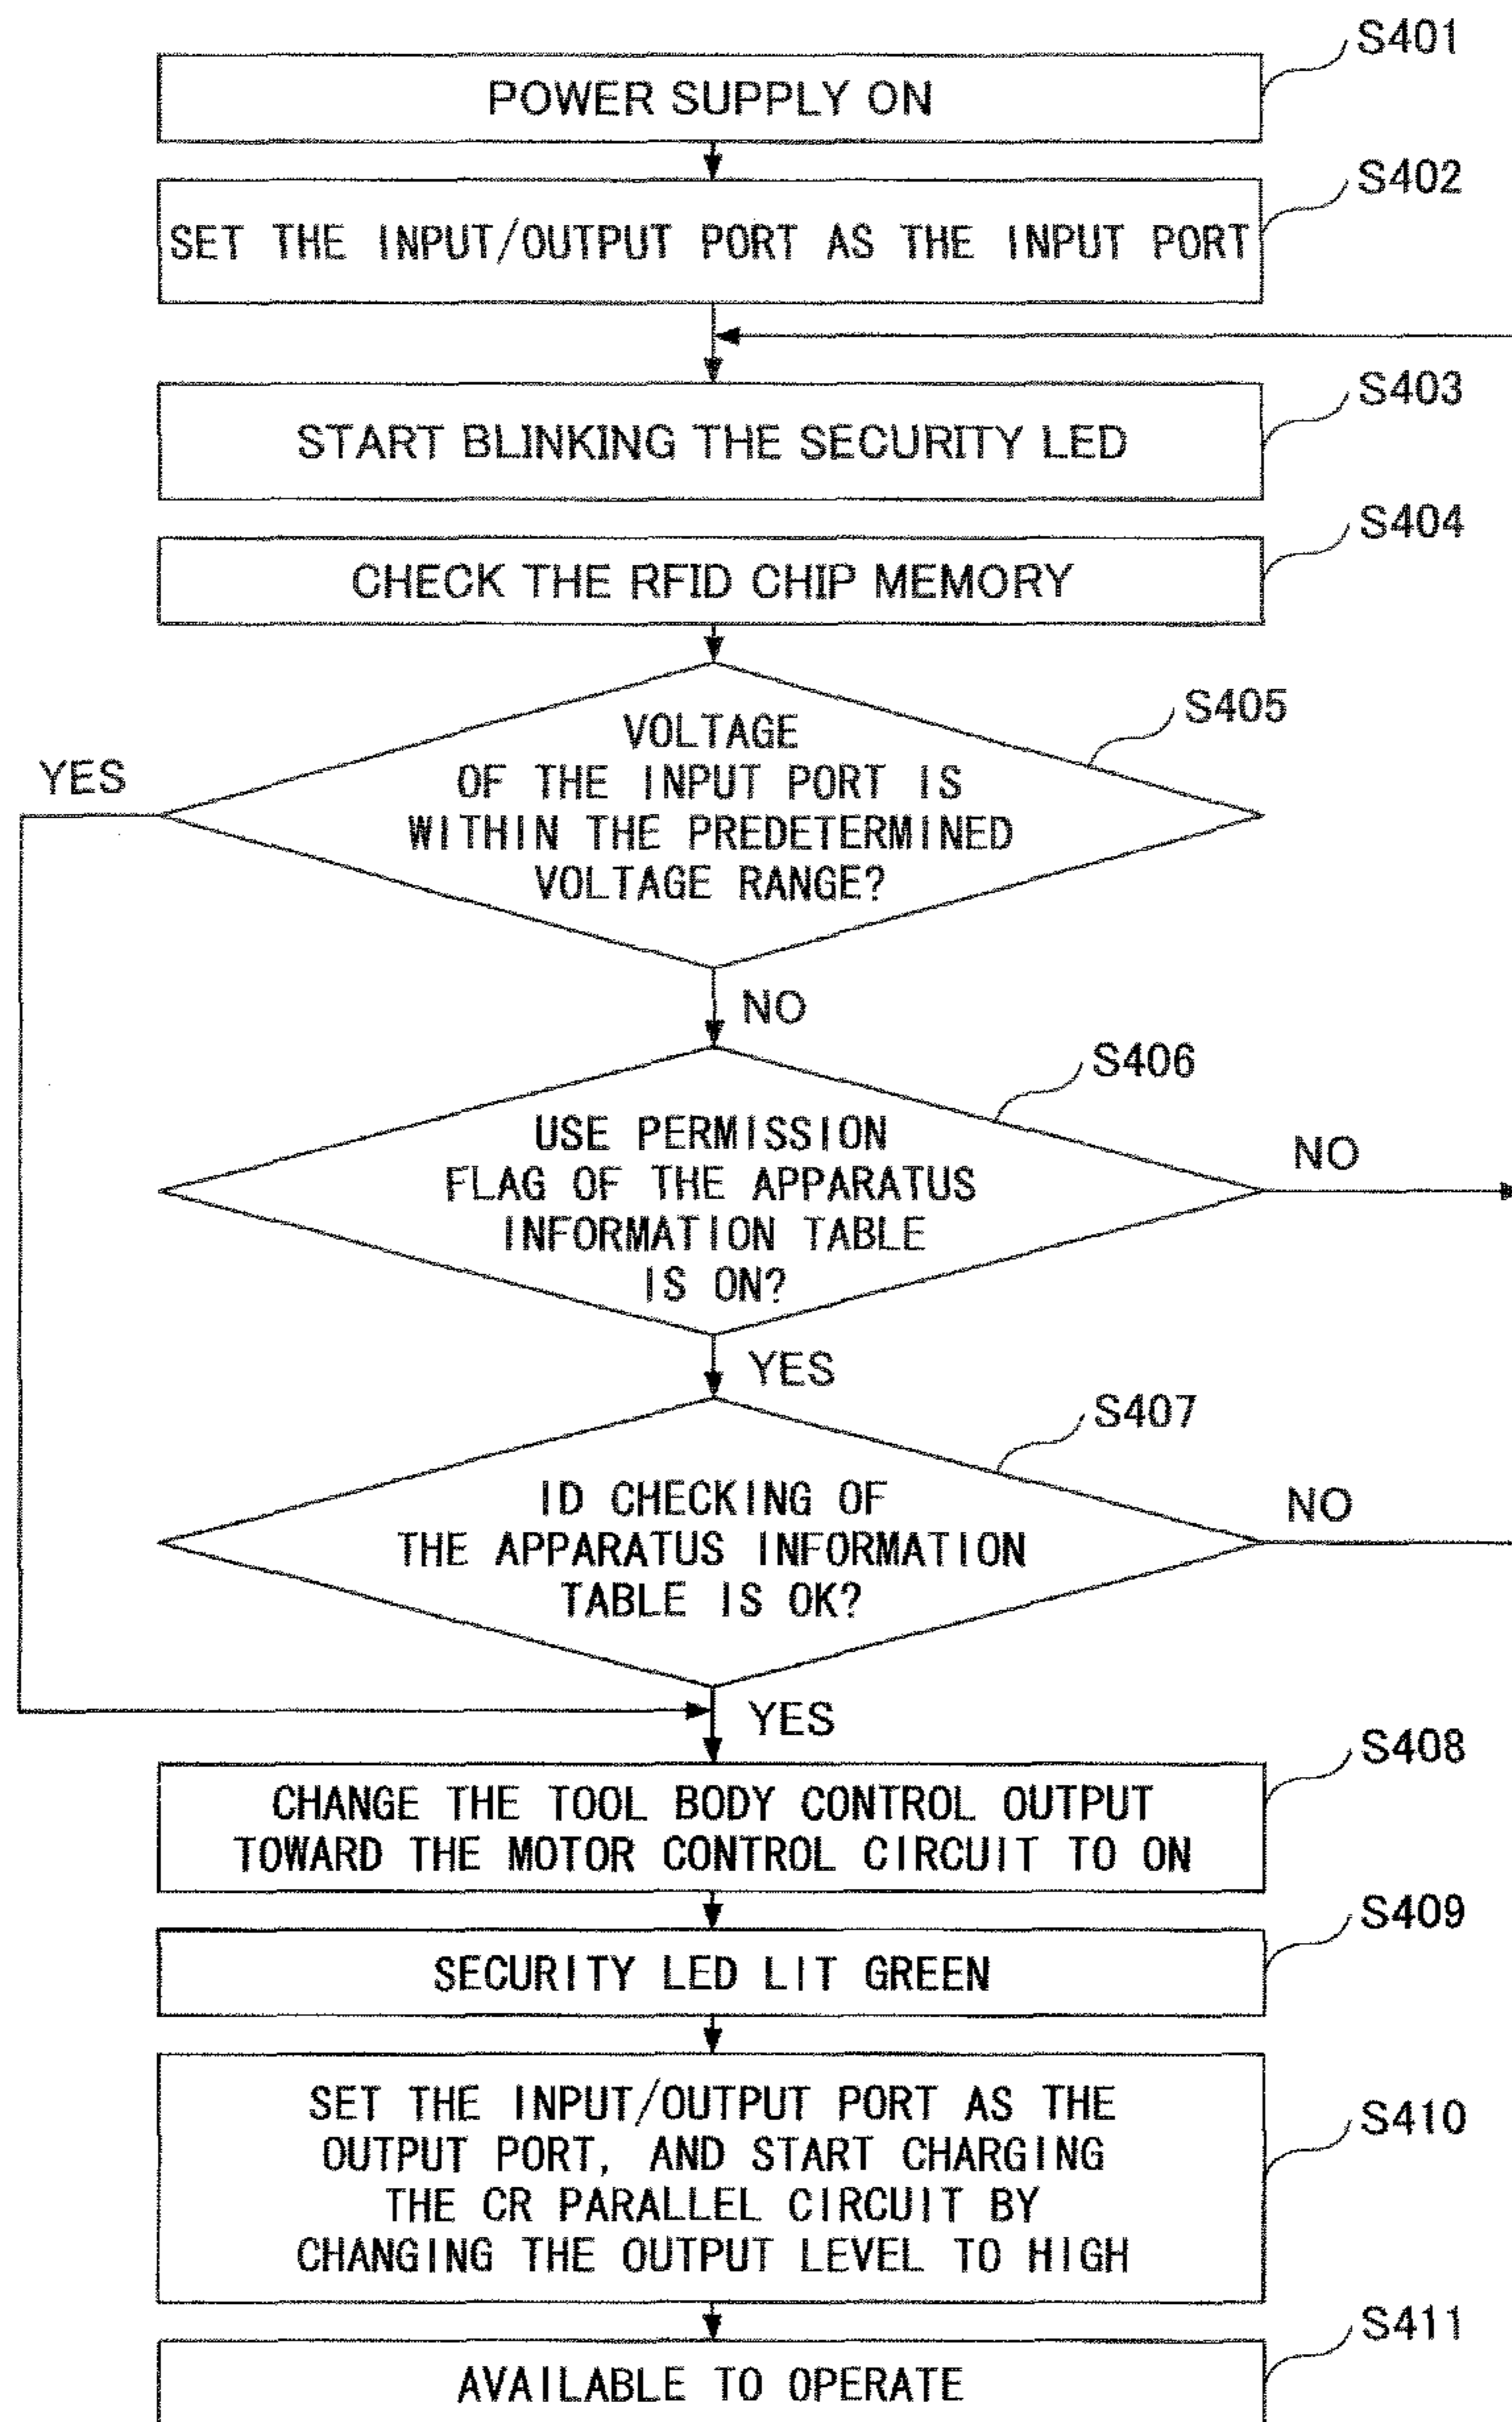 S401
POWER SUPPLY ON
S402
SET THE INPUT/OUTPUT PORT AS THE INPUT PORT
S403
START BLINKING THE SECURITY LED
S404
CHECK THE RFID CHIP MEMORY
S405
VOLTAGE
OF THE INPUT PORT IS
WITHIN THE PREDETERMINED
VOLTAGE RANGE?
YES
NO
S406
USE PERMISSION
FLAG OF THE APPARATUS
INFORMATION TABLE
IS ON?
NO
YES
S407
ID CHECKING OF
THE APPARATUS INFORMATION
TABLE IS OK?
NO
YES
S408
CHANGE THE TOOL BODY CONTROL OUTPUT
TOWARD THE MOTOR CONTROL CIRCUIT TO ON
S409
SECURITY LED LIT GREEN
S410
SET THE INPUT/OUTPUT PORT AS THE
OUTPUT PORT, AND START CHARGING
THE CR PARALLEL CIRCUIT BY
CHANGING THE OUTPUT LEVEL TO HIGH
S411
AVAILABLE TO OPERATE